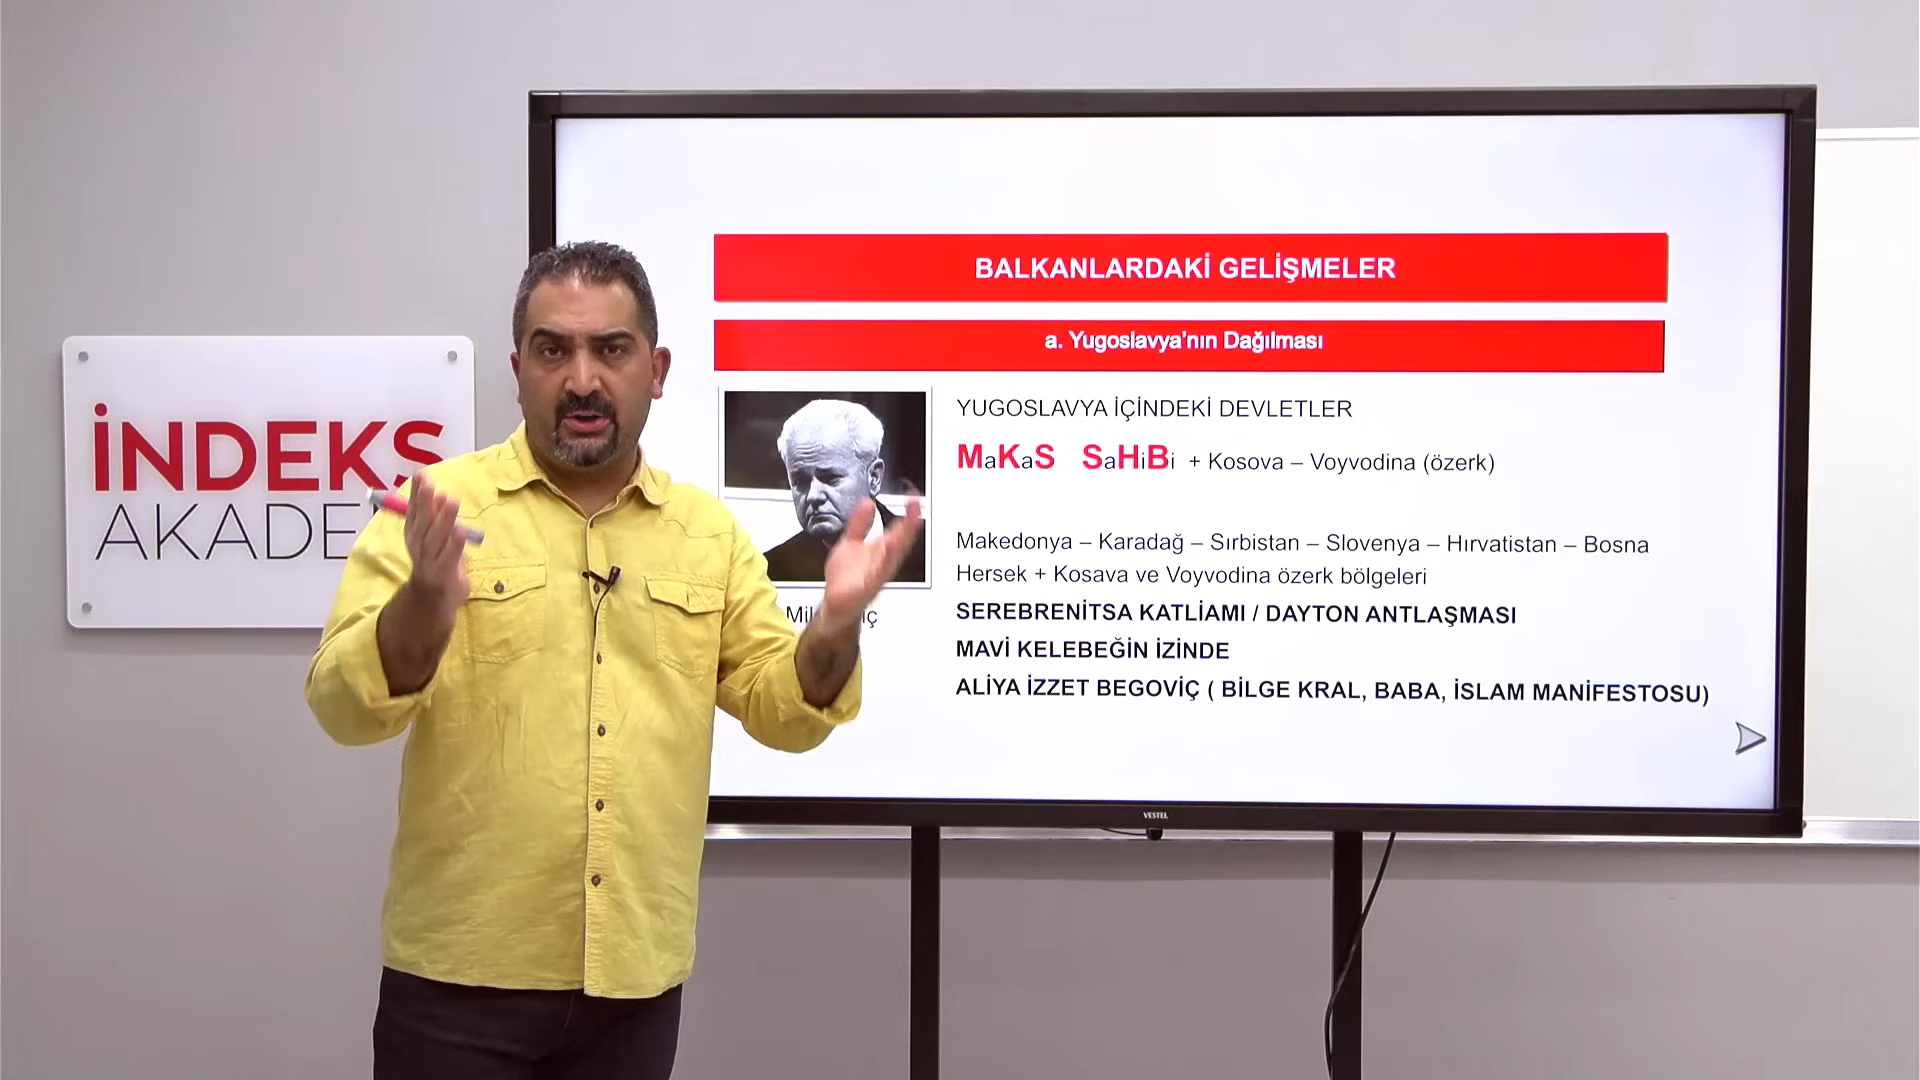 İNDEKS
BALKANLARDAKİ GELİŞMELER
a. Yugoslavya'nın Dağılması
YUGOSLAVYA İÇİNDEKİ DEVLETLER
MaKaS SaHiBi + Kosova – Voyvodina (özerk)
Makedonya – Karadağ – Sırbistan – Slovenya – Hırvatistan – Bosna
Hersek + Kosava ve Voyvodina özerk bölgeleri
SEREBRENİTSA KATLİAMI / DAYTON ANTLAŞMASI
MAVİ KELEBEĞİN İZİNDE
ALİYA İZZET BEGOVİÇ ( BİLGE KRAL, BABA, İSLAM MANİFESTOSU)
VESTEL